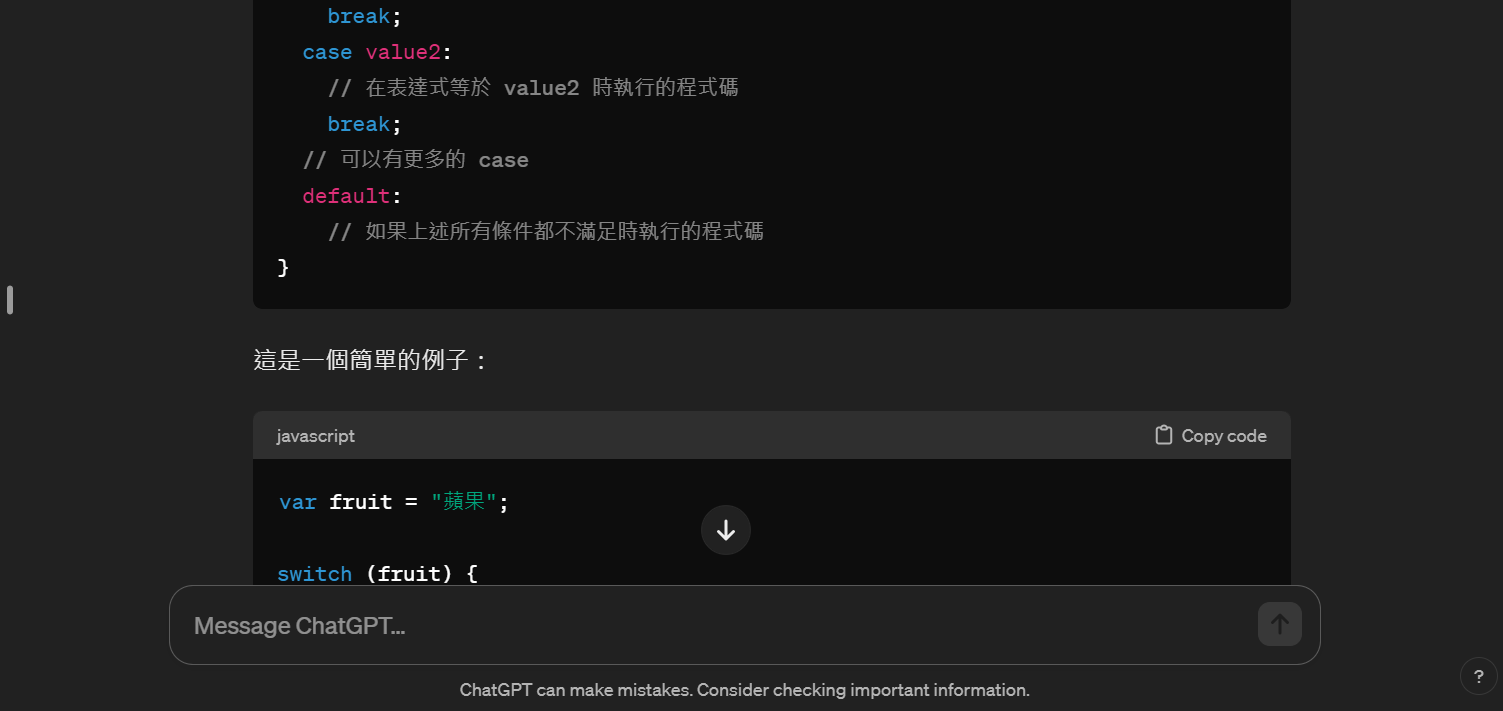 break;
case value2:
// 在表達式等於 value2 時執行的程式碼
break;
// 可以有更多的 case
default:
// 如果上述所有條件都不滿足時執行的程式碼
}
這是一個簡單的例子：
javascript
Copy code
var fruit = "蘋果";
switch (fruit) {
Message ChatGPT…
ChatGPT can make mistakes. Consider checking important information.
?